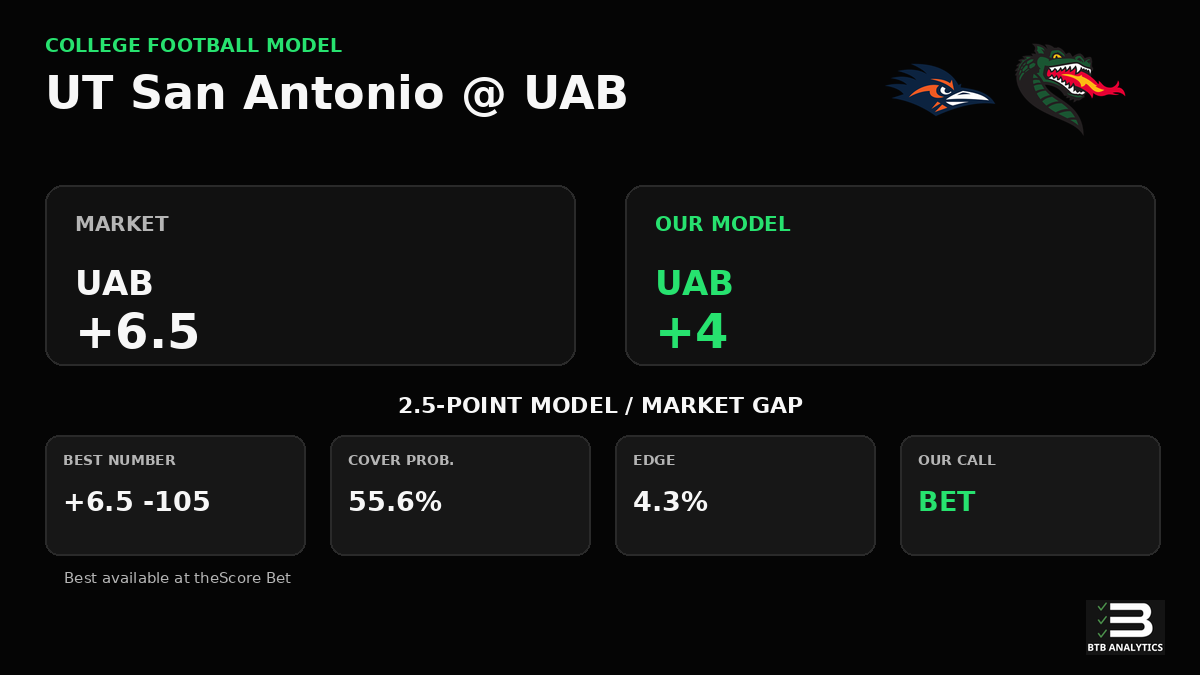 COLLEGE FOOTBALL MODEL
UT San Antonio @ UAB
MARKET
UAB
+6.5
OUR MODEL
UAB
+4
2.5-POINT MODEL / MARKET GAP
BEST NUMBER
+6.5 -105
COVER PROB.
55.6%
EDGE
4.3%
OUR CALL
BET
Best available at theScore Bet
B
BTB ANALYTICS